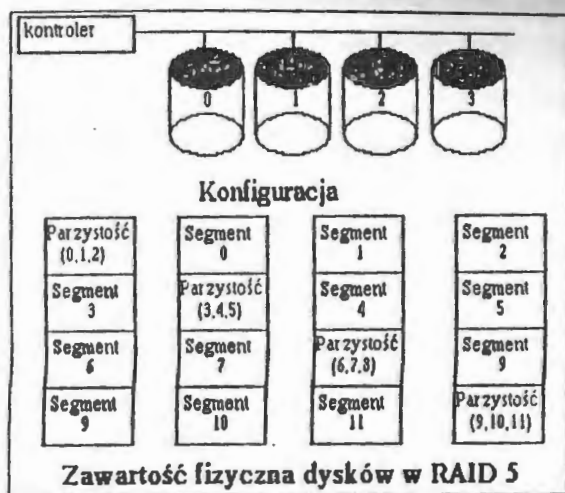 kontroler
0 1 2 3
Konfiguracja
Parzystość Segment Segment Segment
(0,1,2) 0 1 2
Segment Parzystość Segment Segment
3 (3,4,5) 4 5
Segment Segment Parzystość Segment
6 7 (6,7,8) 9
Segment Segment Segment Parzystość
9 10 11 (9,10,11)
Zawartość fizyczna dysków w RAID 5